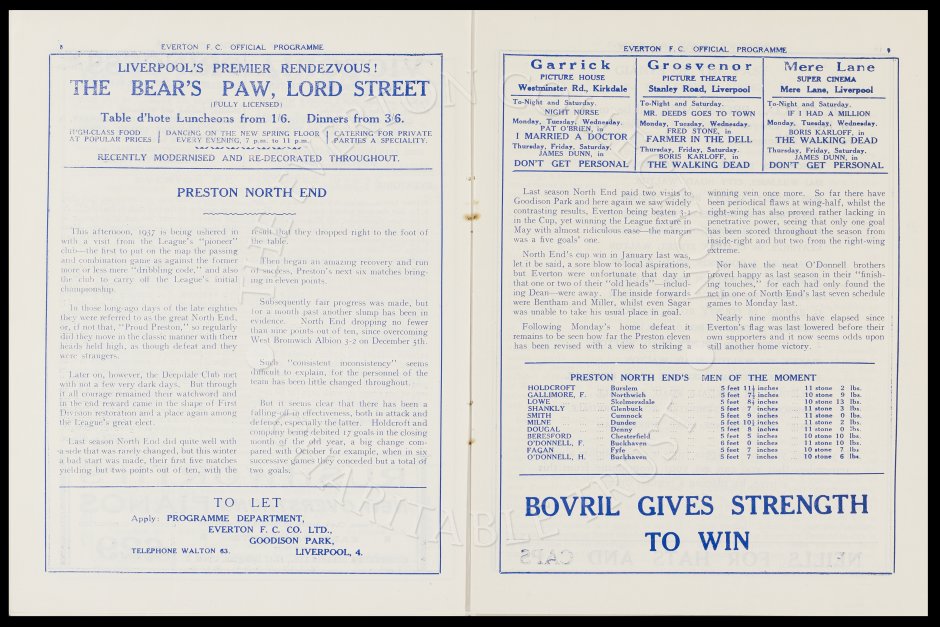 8
EVERTON F.C. OFFICIAL PROGRAMME
LIVERPOOL'S PREMIER RENDEZVOUS!
THE BEAR'S PAW, LORD STREET
(FULLY LICENSED)
Table d'hote Luncheons from 1/6. Dinners from 3/6.
HIGH-CLASS FOOD
AT POPULAR PRICES
DANCING ON THE NEW SPRING FLOOR
EVERY EVENING, 7 p.m. to 11 p.m.
CATERING FOR PRIVATE
PARTIES A SPECIALITY.
RECENTLY MODERNISED AND RE-DECORATED THROUGHOUT.
PRESTON NORTH END
This afternoon, 1937 is being ushered in
with a visit from the League's "pioneer"
club—the first to put on the map the passing
and combination game as against the former
more or less mere "dribbling code," and also
the club to carry off the League's initial
championship.
In those long-ago days of the late eighties
they were referred to as the great North End,
or, if not that, "Proud Preston," so regularly
did they move in the classic manner with their
heads held high, as though defeat and they
were strangers.
Later on, however, the Deepdale Club met
with not a few very dark days. But through
it all courage renamed their watchword and
in the end reward came in the shape of First
Division restoration and a place again among
the League's great elect.
Last season North End did quite well with
a side that was rarely changed, but this winter
a bad start saw, their first five matches
yielding but two points out of ten, with the
result that they dropped right to the foot of
the table.
Then began an amazing recovery and run
of success, Preston's next six matches bring-
ing in eleven points.
Subsequently fair progress was made, but
for a month past another slump has been in
evidence. North End dropping no fewer
than nine points out of ten, since overcoming
West Bromwich Albion 3-2 on December 5th.
Such "consistent inconsistency" seems
difficult to explain, for the personnel of the
team has been little changed throughout.
But it seems clear that there has been a
falling-off in effectiveness, both in attack and
defence, especially the latter. Holdcroft and
company being debited 17 goals in the closing
month of the old year, a big change com-
pared with October for example, when in six
successive games they conceded but a total of
two goals.
TO LET
Apply: PROGRAMME DEPARTMENT,
EVERTON F. C. CO. LTD.,
GOODISON PARK,
TELEPHONE WALTON 63. LIVERPOOL, 4.
EVERTON F.C. OFFICIAL PROGRAMME
9
Garrick
PICTURE HOUSE
Westminster Rd., Kirkdale
To-Night and Saturday.
NIGHT NURSE
Monday, Tuesday, Wednesday.
PAT O'BRIEN, in
I MARRIED A DOCTOR
Thursday, Friday, Saturday.
JAMES DUNN, in
DON'T GET PERSONAL
Grosvenor
PICTURE THEATRE
Stanley Road, Liverpool
To-Night and Saturday.
MR. DEEDS GOES TO TOWN
Monday, Tuesday, Wednesday.
FRED STONE, in
FARMER IN THE DELL
Thursday, Friday, Saturday.
BORIS KARLOFF, in
THE WALKING DEAD
Mere Lane
SUPER CINEMA
Mere Lane, Liverpool
To-Night and Saturday.
IF I HAD A MILLION
Monday, Tuesday, Wednesday.
BORIS KARLOFF, in
THE WALKING DEAD
Thursday, Friday, Saturday.
JAMES DUNN, in
DON'T GET PERSONAL
Last season North End paid two visits to
Goodison Park and here again we saw widely
contrasting results, Everton being beaten 3-1
in the Cup, yet winning the League fixture in
May with almost ridiculous ease—the margin
was a five goals' one.
North End's cup win in January last was,
let it be said, a sore blow to local aspirations,
but Everton were unfortunate that day in
that one or two of their "old heads"—includ-
ing Dean—were away. The inside forwards
were Bentham and Miller, whilst even Sagar
was unable to take his usual place in goal.
Following Monday's home defeat it
remains to be seen how far the Preston eleven
has been revised with a view to striking a
winning vein once more. So far there have
been periodical flaws at wing-half, whilst the
right-wing has also proved rather lacking in
penetrative power, seeing that only one goal
has been scored throughout the season from
inside-right and but two from the right-wing
extreme.
Nor have the neat O'Donnell brothers
proved happy as last season in their "finish-
ing touches," for each had only found the
net in one of North End's last seven schedule
games to Monday last.
Nearly nine months have elapsed since
Everton's flag was last lowered before their
own supporters and it now seems odds upon
still another home victory.
PRESTON NORTH END'S MEN OF THE MOMENT
HOLDCROFT ... Burslem ... 5 feet 11½ inches 11 stone 2 lbs.
GALLIMORE, F. ... Northwich ... 5 feet 7½ inches 10 stone 9 lbs.
LOWE ... Skelmersdale ... 5 feet 8½ inches 10 stone 13 lbs.
SHANKLY ... Glenbuck ... 5 feet 7 inches 11 stone 3 lbs.
SMITH ... Cumnock ... 5 feet 9 inches 11 stone 0 lbs.
MILNE ... Dundee ... 5 feet 10½ inches 11 stone 2 lbs.
DOUGAL ... Denny ... 5 feet 8 inches 11 stone 0 lbs.
BERESFORD ... Chesterfield ... 5 feet 5 inches 10 stone 10 lbs.
O'DONNELL, F. ... Buckhaven ... 6 feet 0 inches 12 stone 10 lbs.
FAGAN ... Fyfe ... 5 feet 7 inches 10 stone 7 lbs.
O'DONNELL, H. ... Buckhaven ... 5 feet 7 inches 10 stone 6 lbs.
BOVRIL GIVES STRENGTH
TO WIN
EVERTON
CHARITABLE TRUST